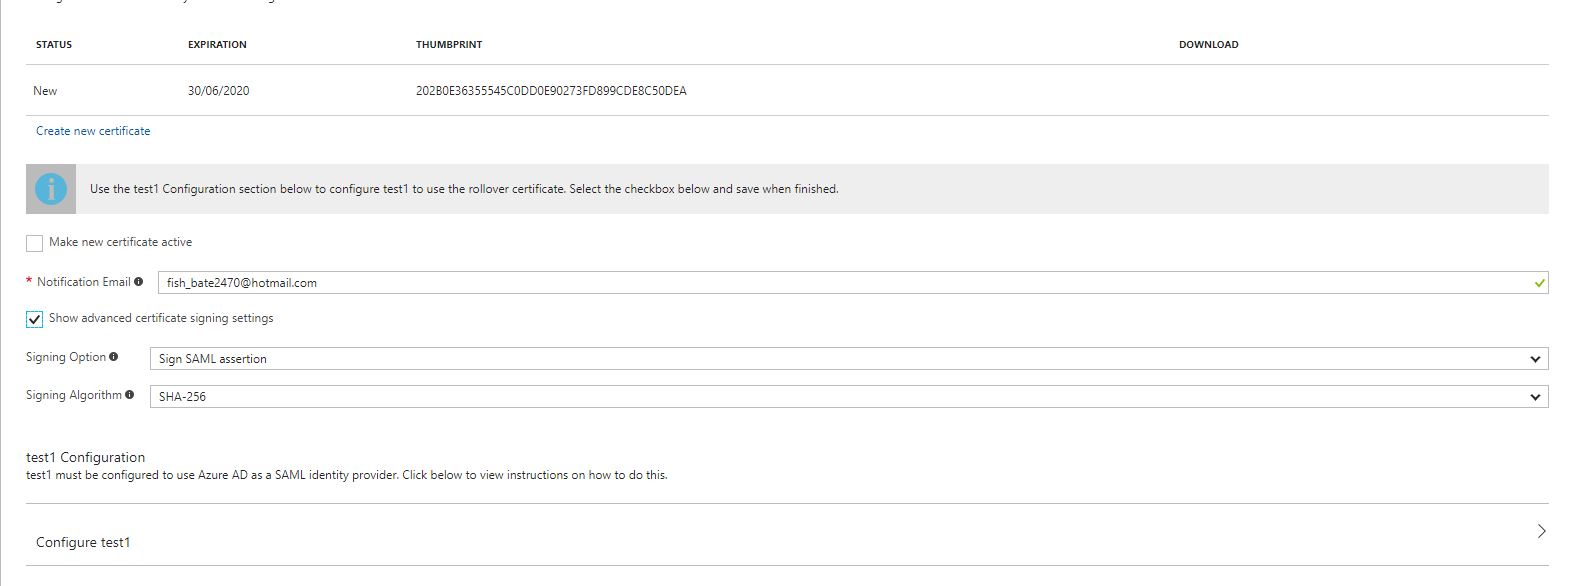 STATUS EXPIRATION THUMBPRINT DOWNLOAD
New 30/06/2020 202B0E36355545C0DD0E90273FD899CDE8C50DEA
Create new certificate
Use the test1 Configuration section below to configure test1 to use the rollover certificate. Select the checkbox below and save when finished.
Make new certificate active
* Notification Email fish_bate2470@hotmail.com
Show advanced certificate signing settings
Signing Option Sign SAML assertion
Signing Algorithm SHA-256
test1 Configuration
test1 must be configured to use Azure AD as a SAML identity provider. Click below to view instructions on how to do this.
Configure test1